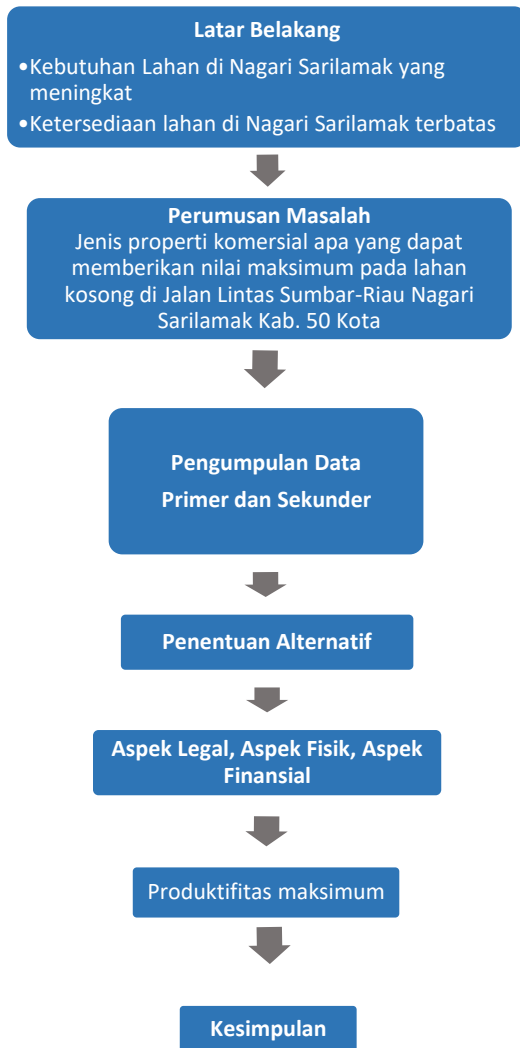 Latar Belakang
•Kebutuhan Lahan di Nagari Sarilamak yang
meningkat
•Ketersediaan lahan di Nagari Sarilamak terbatas
Perumusan Masalah
Jenis properti komersial apa yang dapat
memberikan nilai maksimum pada lahan
kosong di Jalan Lintas Sumbar-Riau Nagari
Sarilamak Kab. 50 Kota
Pengumpulan Data
Primer dan Sekunder
Penentuan Alternatif
Aspek Legal, Aspek Fisik, Aspek
Finansial
Produktifitas maksimum
Kesimpulan